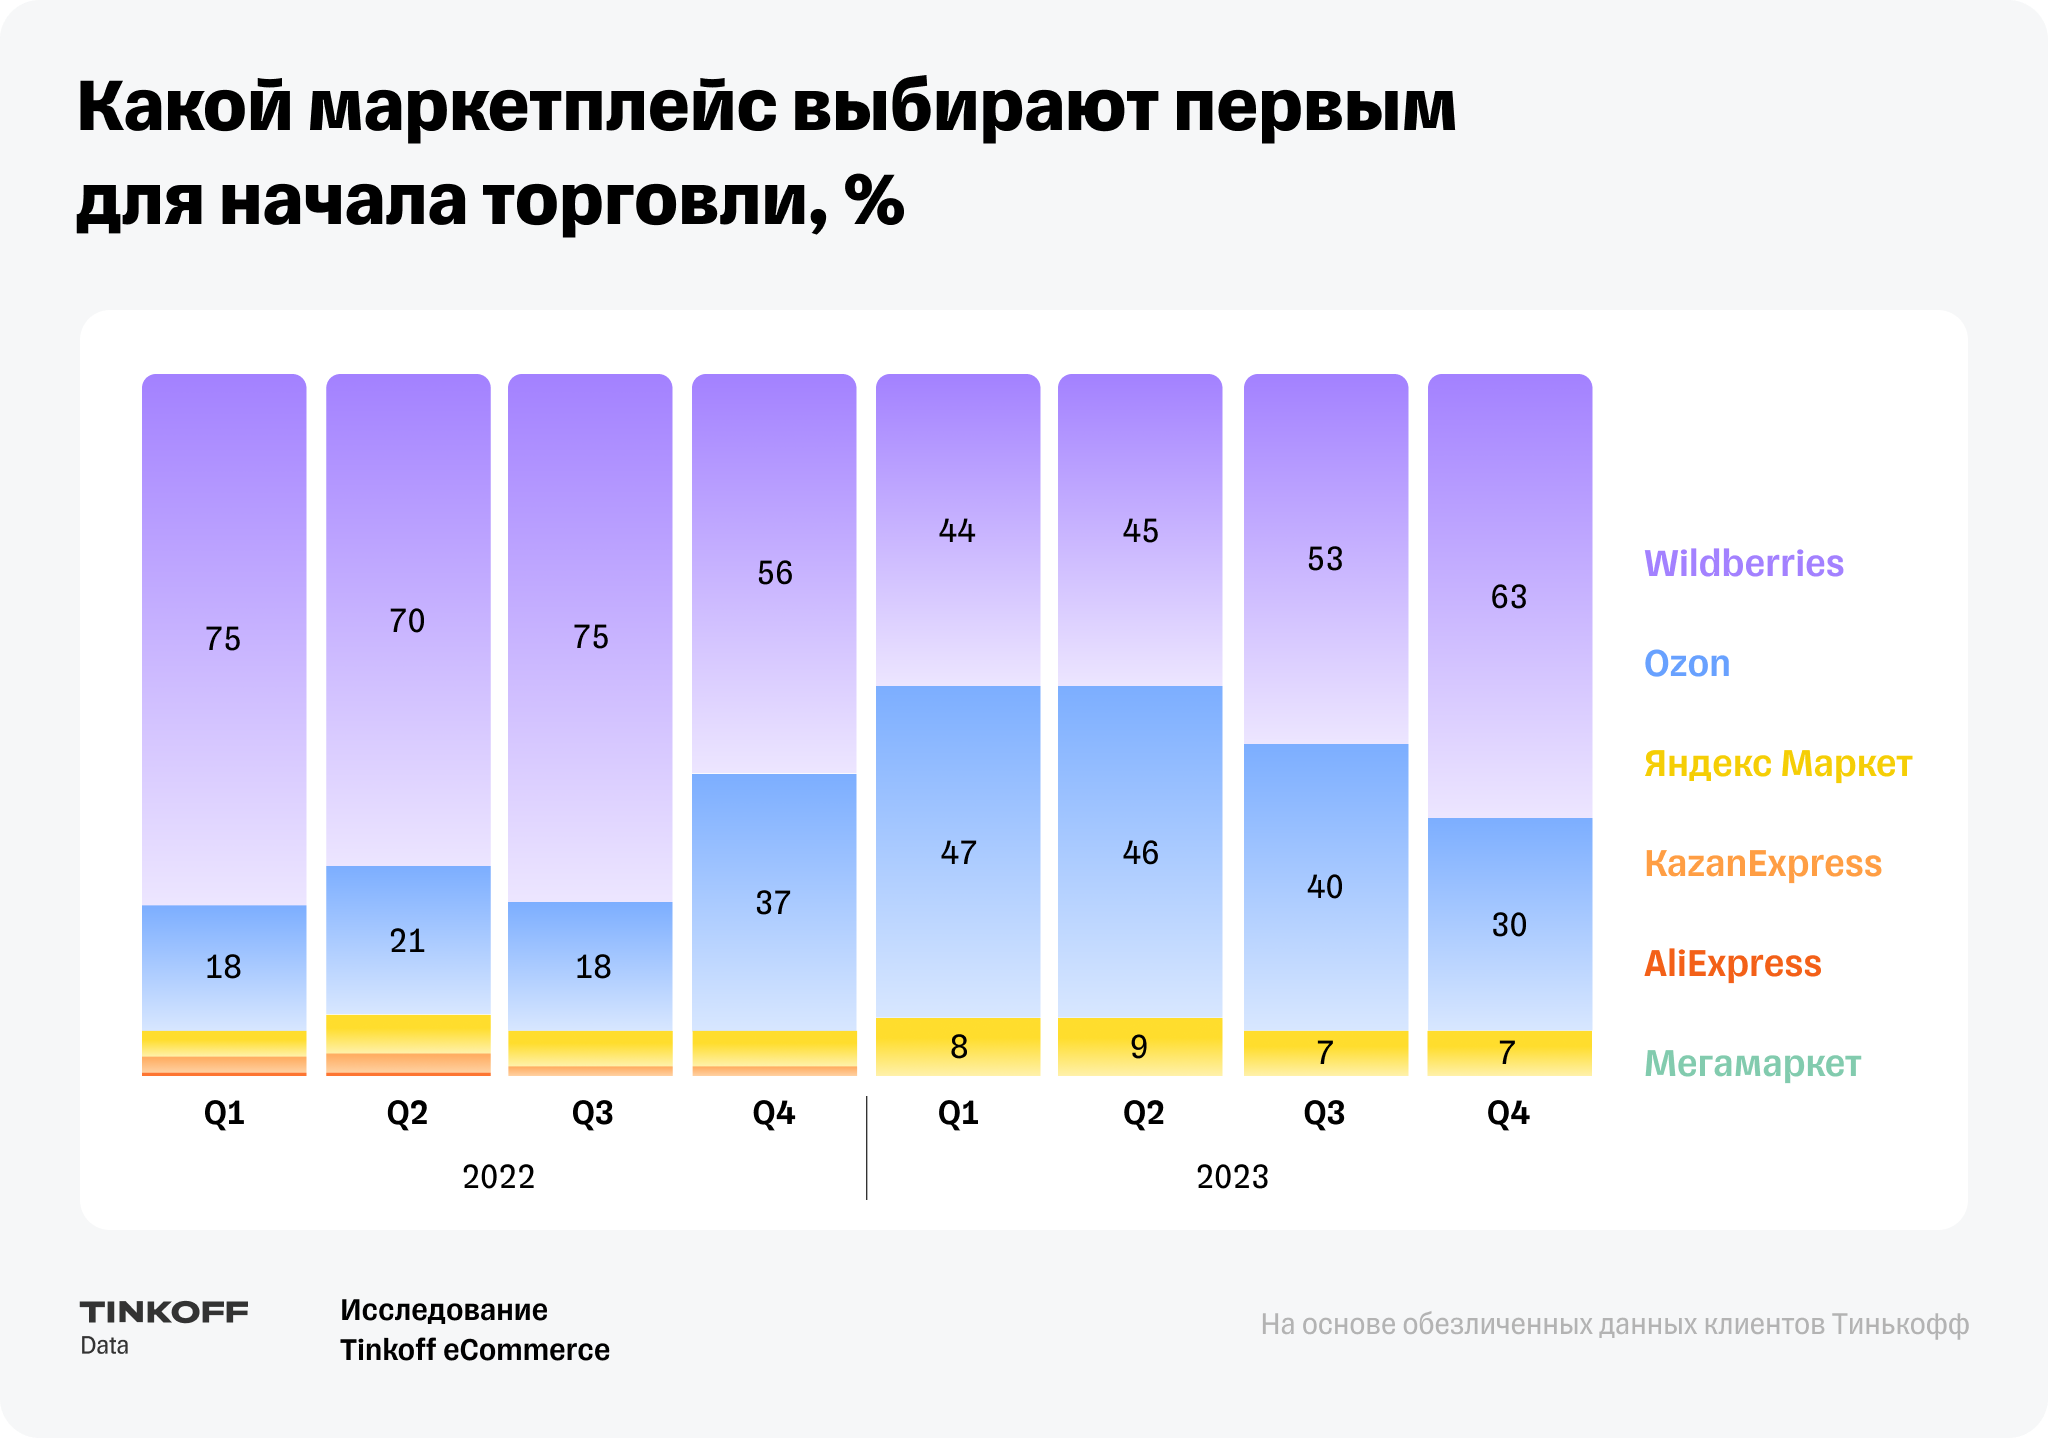 Какой маркетплейс выбирают первым
для начала торговли, %
75 70 75 56 44 45 53 63
18 21 18 37 47 46 40 30
8 9 7 7
Wildberries
Ozon
Яндекс Маркет
KazanExpress
AliExpress
Мегамаркет
Q1 Q2 Q3 Q4 Q1 Q2 Q3 Q4
2022 2023
TINKOFF
Data
Исследование
Tinkoff eCommerce
На основе обезличенных данных клиентов Тинькофф